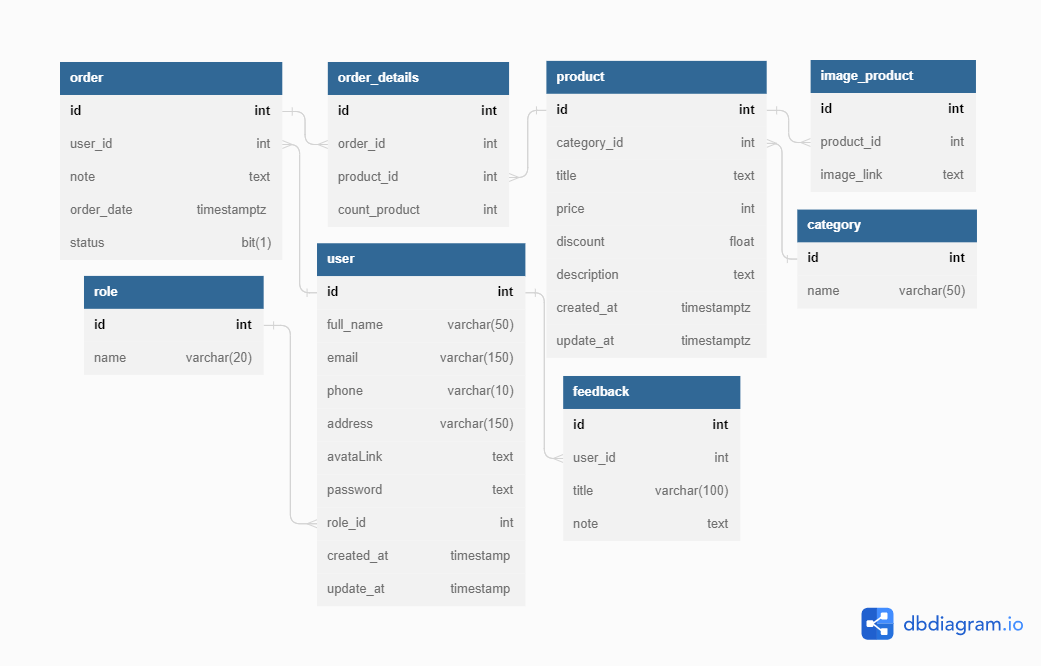 order
id int
user_id int
note text
order_date timestamptz
status bit(1)
order_details
id int
order_id int
product_id int
count_product int
product
id int
category_id int
title text
price int
discount float
description text
created_at timestamptz
update_at timestamptz
image_product
id int
product_id int
image_link text
category
id int
name varchar(50)
role
id int
name varchar(20)
user
id int
full_name varchar(50)
email varchar(150)
phone varchar(10)
address varchar(150)
avataLink text
password text
role_id int
created_at timestamp
update_at timestamp
feedback
id int
user_id int
title varchar(100)
note text
dbdiagram.io